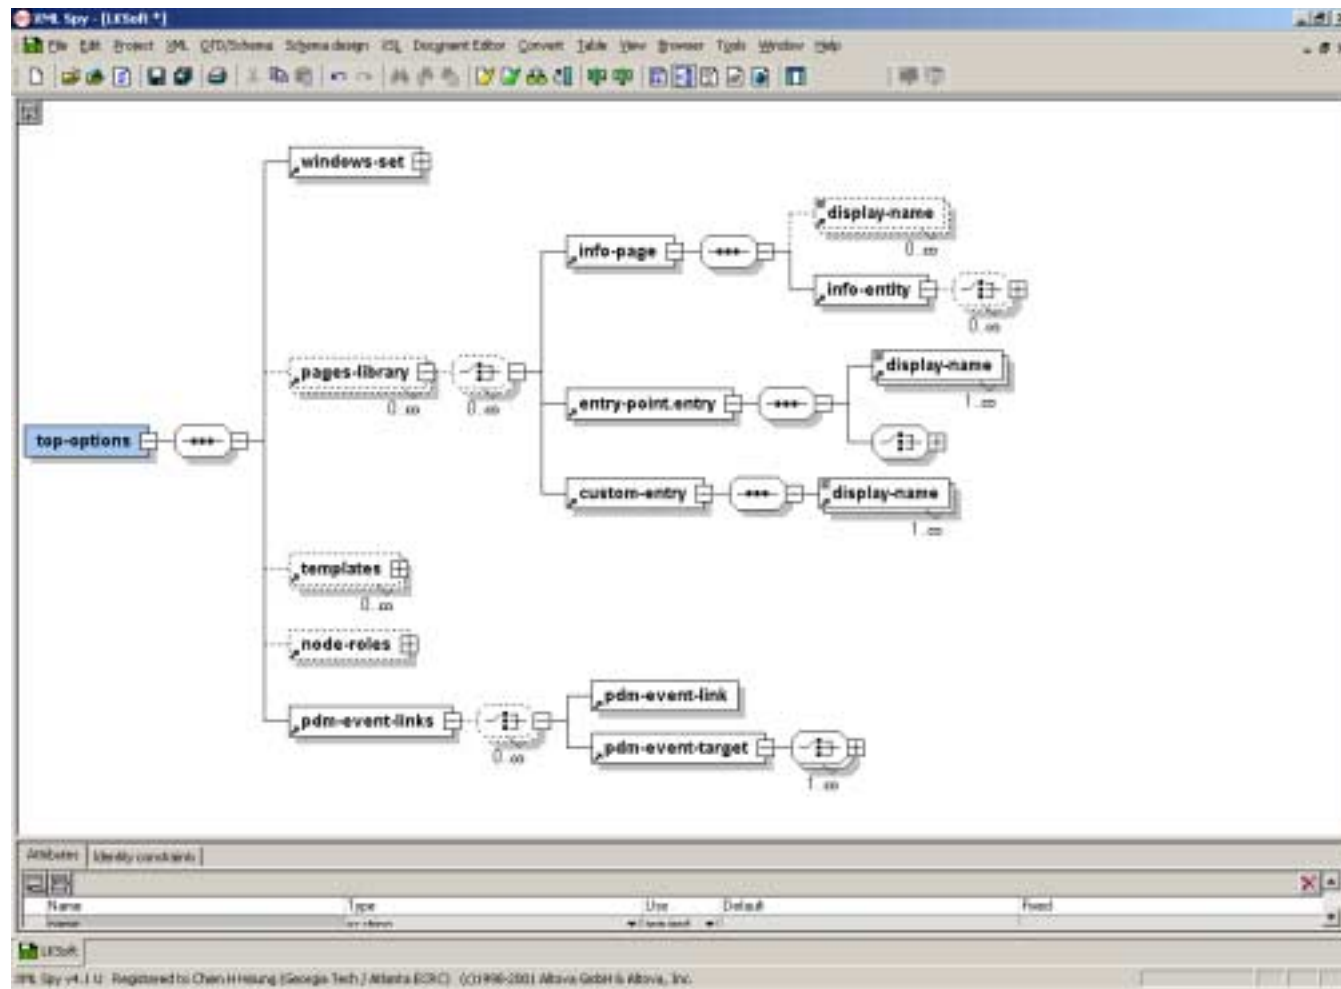 XML Spy - [LKSoft *]
File Edit Project XML DTD/Schema Schema design XSL Document Editor Convert Table View Browser Tools Window Help
windows-set
display-name
0..∞
info-page
info-entity
0..∞
pages-library
0..∞
0..∞
display-name
1..∞
entry-point.entry
top-options
custom-entry
display-name
1..∞
templates
0..∞
node-roles
pdm-event-link
pdm-event-links
0..∞
pdm-event-target
1..∞
Attributes Identity constraints
Name Type Use Default Fixed
LKSoft
XML Spy v4.1 U Registered to Chen H Hsiung (Georgia Tech / Atlanta ECRC) (c)1998-2001 Altova GmbH & Altova, Inc.